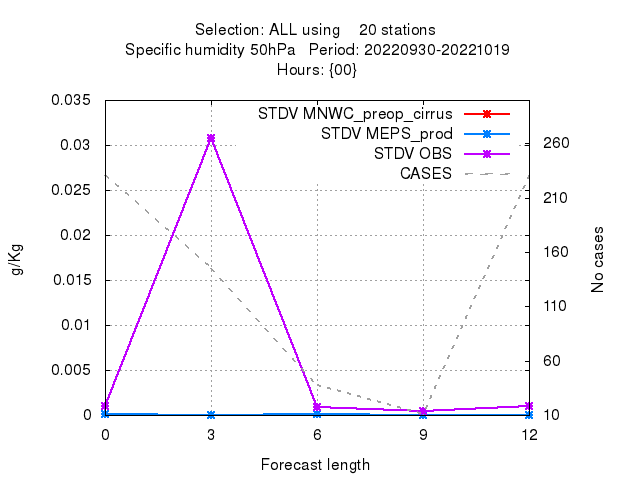 Selection: ALL using    20 stations
Specific humidity 50hPa   Period: 20220930-20221019
Hours: {00}
STDV MNWC_preop_cirrus
STDV MEPS_prod
STDV OBS
CASES
0.035
0.03
0.025
0.02
0.015
0.01
0.005
0
g/Kg
260
210
160
110
60
10
No cases
0 3 6 9 12
Forecast length